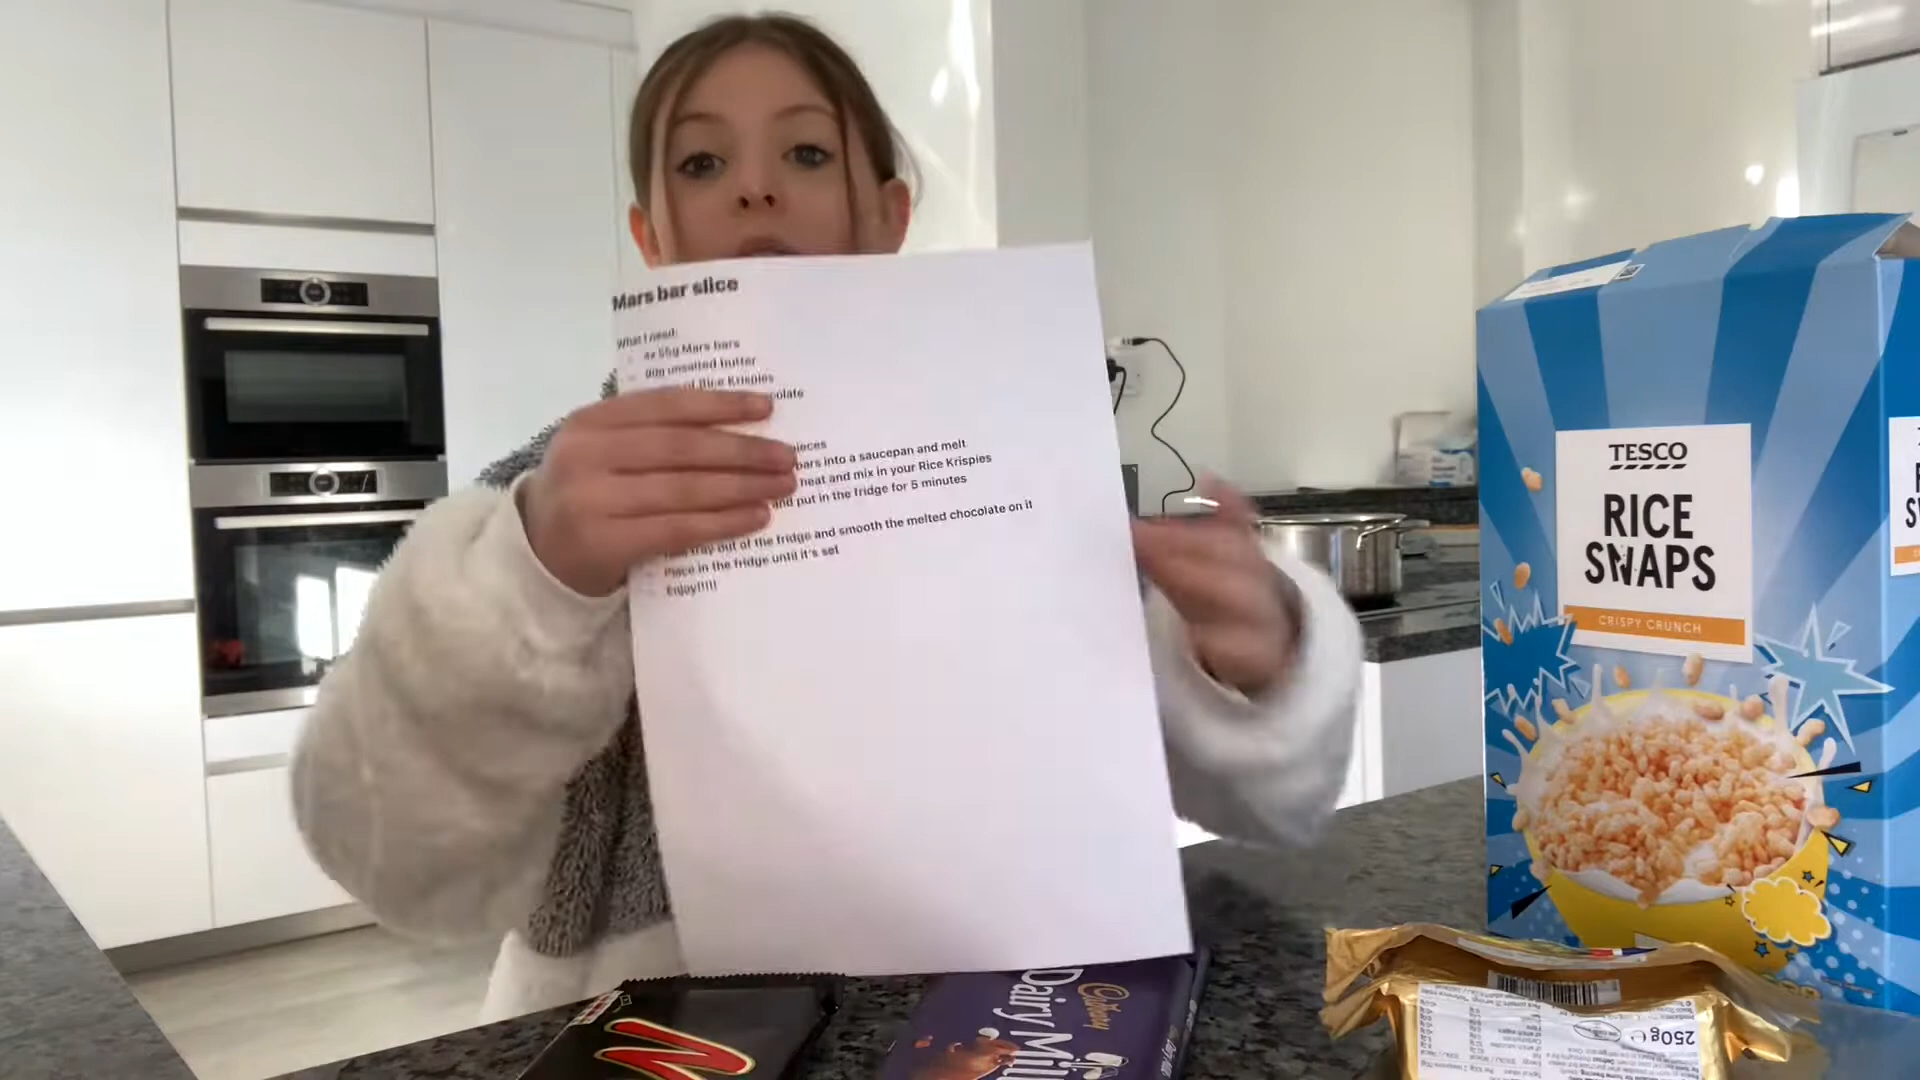 Mars bar slice
What I need:
4x 55g Mars bars
90g unsalted butter
of Rice Krispies
colate
pieces
bars into a saucepan and melt
heat and mix in your Rice Krispies
and put in the fridge for 5 minutes
tray out of the fridge and smooth the melted chocolate on it
Place in the fridge until it's set
Enjoy!!!!!
TESCO
RICE
SNAPS
CRISPY CRUNCH
Cadbury
Dairy Mil
M
250g e